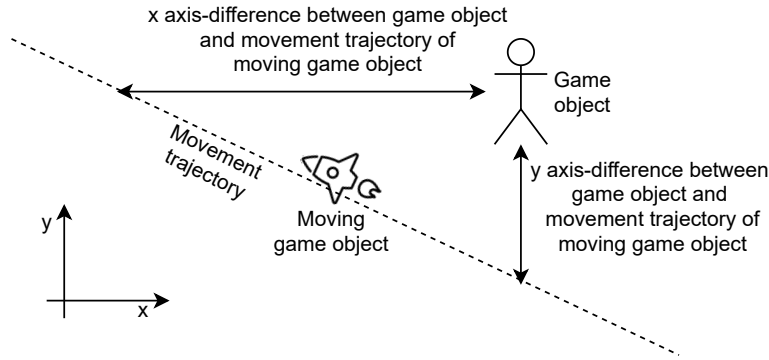 x axis-difference between game object
and movement trajectory of
moving game object
Game
object
Movement
trajectory
y axis-difference between
game object and
movement trajectory of
moving game object
Moving
game object
y
x